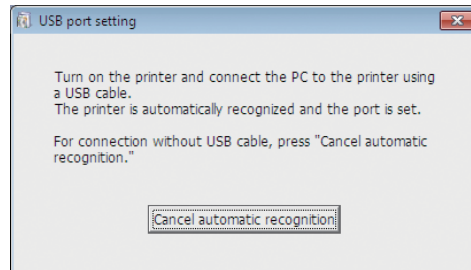 USB port setting
Turn on the printer and connect the PC to the printer using
a USB cable.
The printer is automatically recognized and the port is set.
For connection without USB cable, press "Cancel automatic
recognition."
Cancel automatic recognition